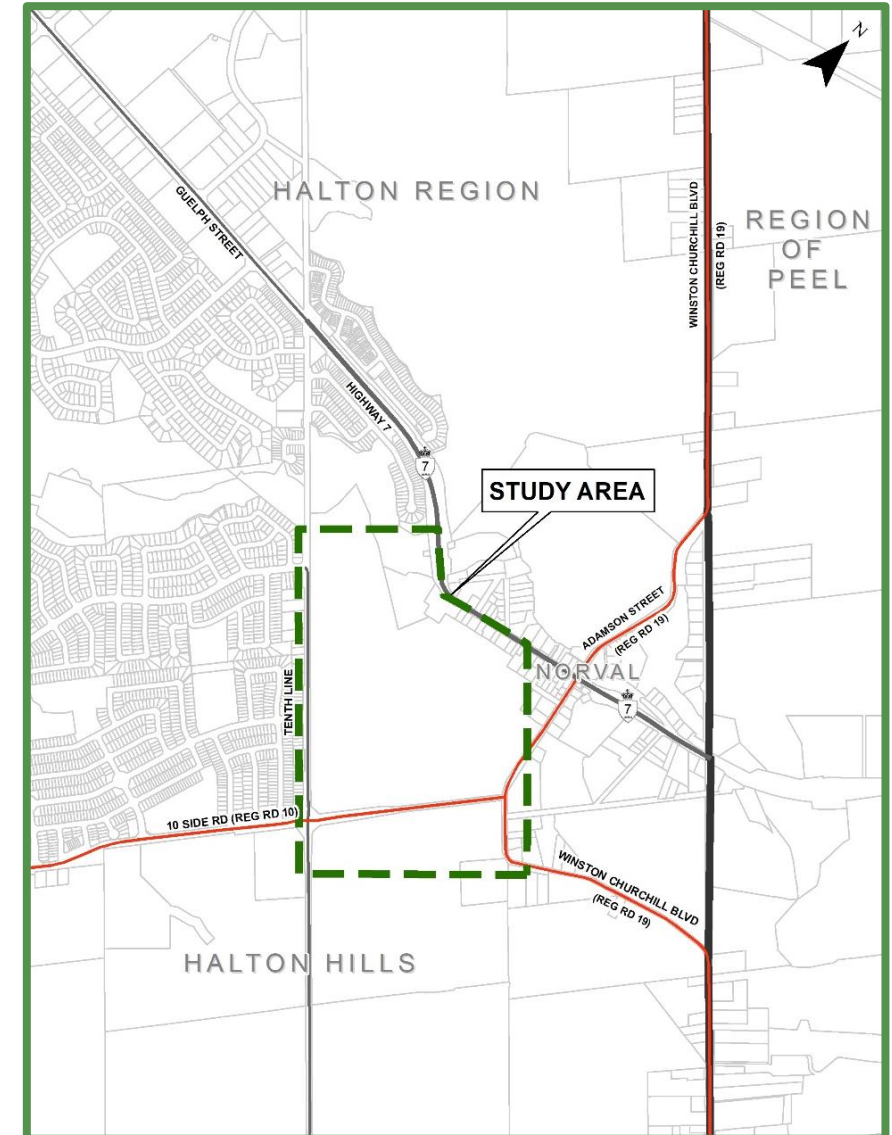 N
HALTON REGION
GUELPH STREET
WINSTON CHURCHILL BLVD
(REG RD 19)
REGION
OF
PEEL
HIGHWAY 7
7
STUDY AREA
ADAMSON STREET
(REG RD 19)
NORVAL
7
TENTH LINE
10 SIDE RD (REG RD 10)
WINSTON CHURCHILL BLVD
(REG RD 19)
HALTON HILLS